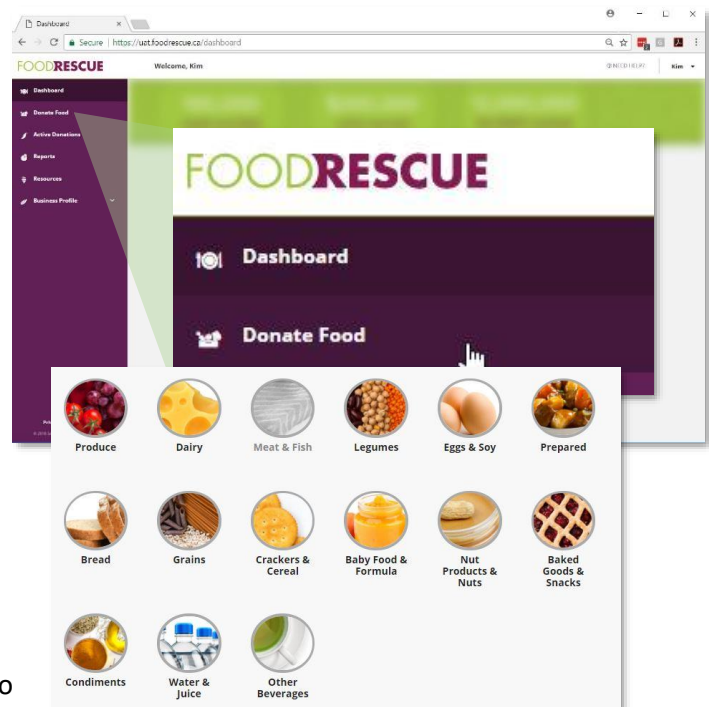 Dashboard
Secure | https://uat.foodrescue.ca/dashboard
FOODRESCUE
Welcome, Kim
NEED HELP?
Kim
Dashboard
Donate Food
Active Donations
Reports
Resources
Business Profile
FOODRESCUE
Dashboard
Donate Food
Produce
Dairy
Meat & Fish
Legumes
Eggs & Soy
Prepared
Bread
Grains
Crackers &
Cereal
Baby Food &
Formula
Nut
Products &
Nuts
Baked
Goods &
Snacks
Condiments
Water &
Juice
Other
Beverages
o